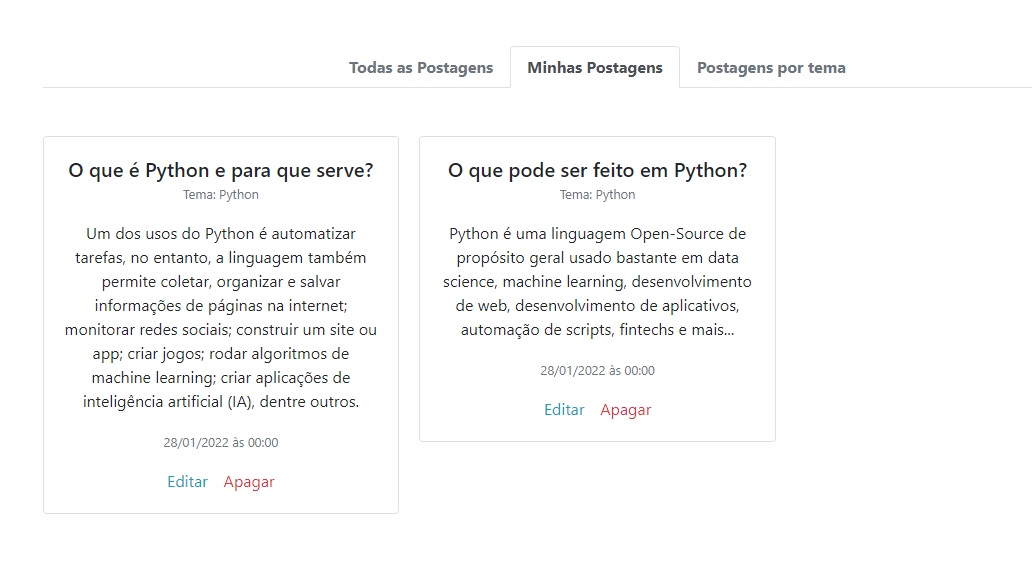 Todas as Postagens
Minhas Postagens
Postagens por tema
O que é Python e para que serve?
Tema: Python
Um dos usos do Python é automatizar
tarefas, no entanto, a linguagem também
permite coletar, organizar e salvar
informações de páginas na internet;
monitorar redes sociais; construir um site ou
app; criar jogos; rodar algoritmos de
machine learning; criar aplicações de
inteligência artificial (IA), dentre outros.
28/01/2022 às 00:00
Editar Apagar
O que pode ser feito em Python?
Tema: Python
Python é uma linguagem Open-Source de
propósito geral usado bastante em data
science, machine learning, desenvolvimento
de web, desenvolvimento de aplicativos,
automação de scripts, fintechs e mais...
28/01/2022 às 00:00
Editar Apagar